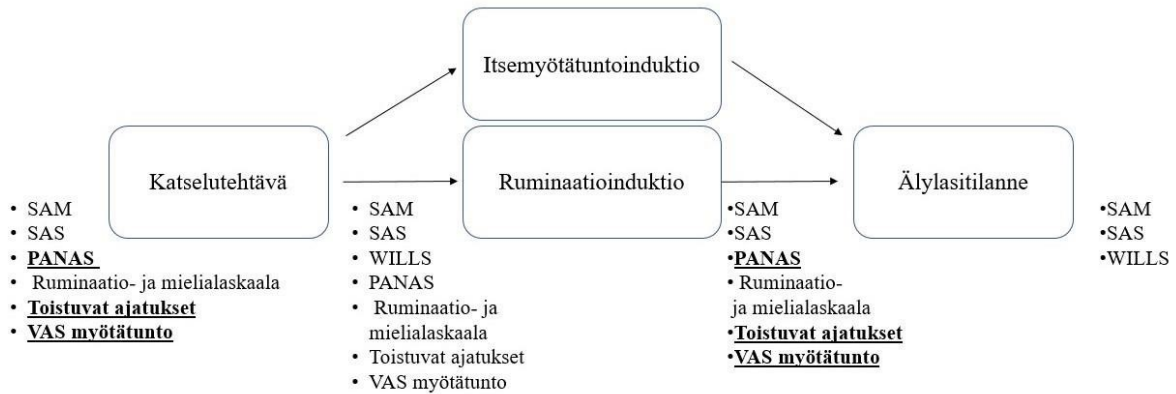 Itsemyötätuntoinduktio
Katselutehtävä
Ruminaatioinduktio
Älylasitilanne
• SAM
• SAS
• PANAS
• Ruminaatio- ja mielialaskaala
• Toistuvat ajatukset
• VAS myötätunto
• SAM
• SAS
• WILLS
• PANAS
• Ruminaatio- ja
mielialaskaala
• Toistuvat ajatukset
• VAS myötätunto
•SAM
•SAS
•PANAS
• Ruminaatio-
ja mielialaskaala
•Toistuvat ajatukset
•VAS myötätunto
•SAM
•SAS
•WILLS